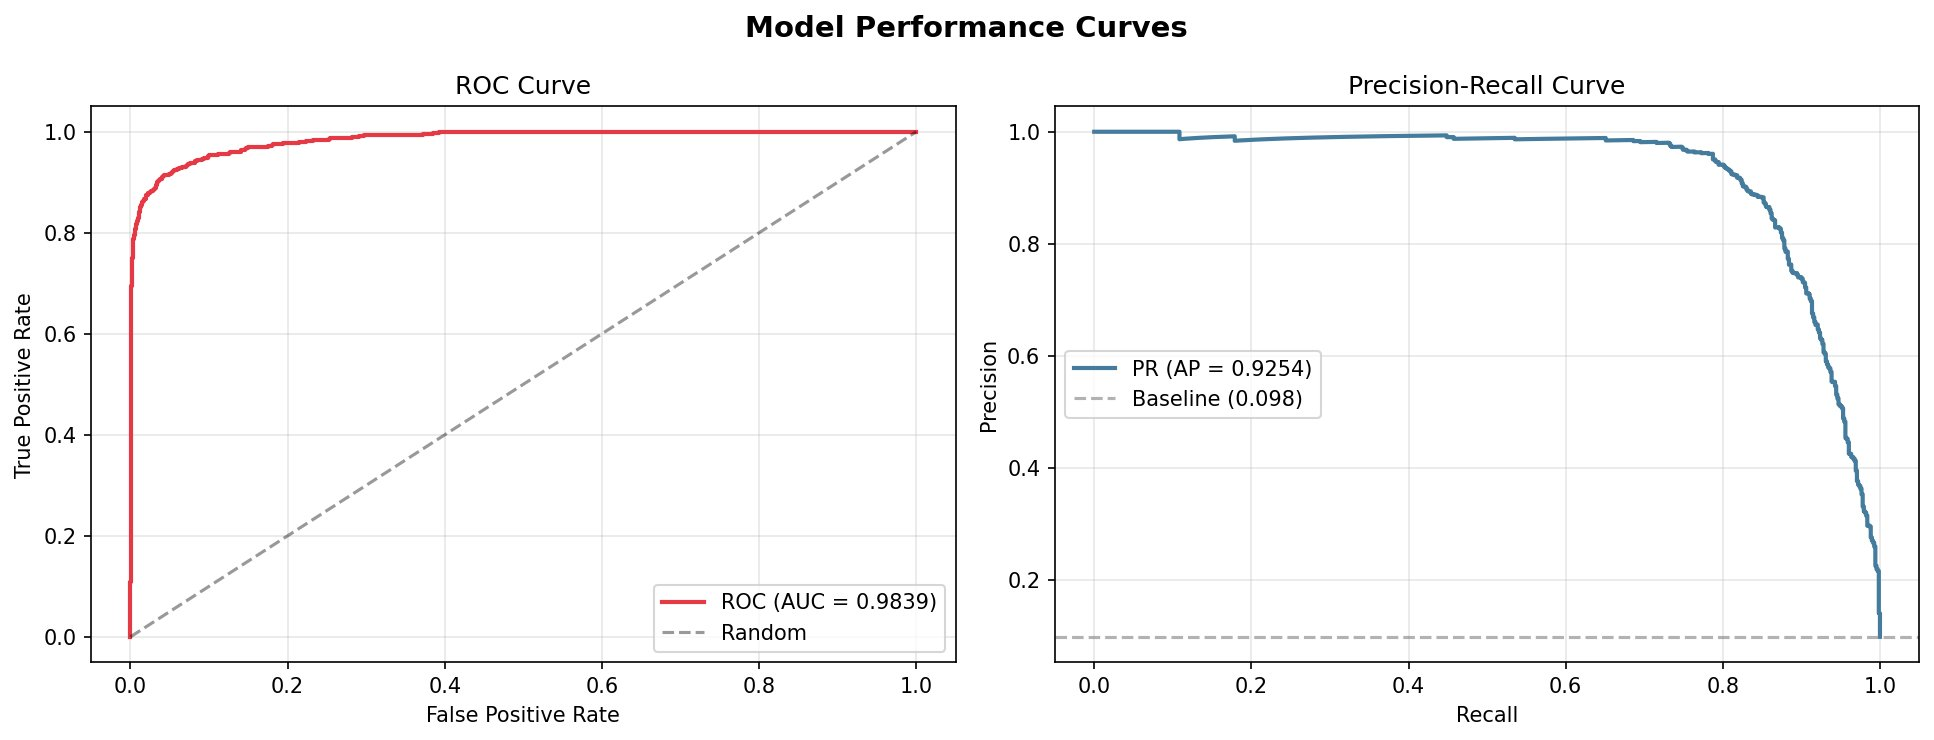 Model Performance Curves
ROC Curve
True Positive Rate
1.0
0.8
0.6
0.4
0.2
0.0
ROC (AUC = 0.9839)
Random
0.0 0.2 0.4 0.6 0.8 1.0
False Positive Rate
Precision-Recall Curve
Precision
1.0
0.8
0.6
0.4
0.2
PR (AP = 0.9254)
Baseline (0.098)
0.0 0.2 0.4 0.6 0.8 1.0
Recall